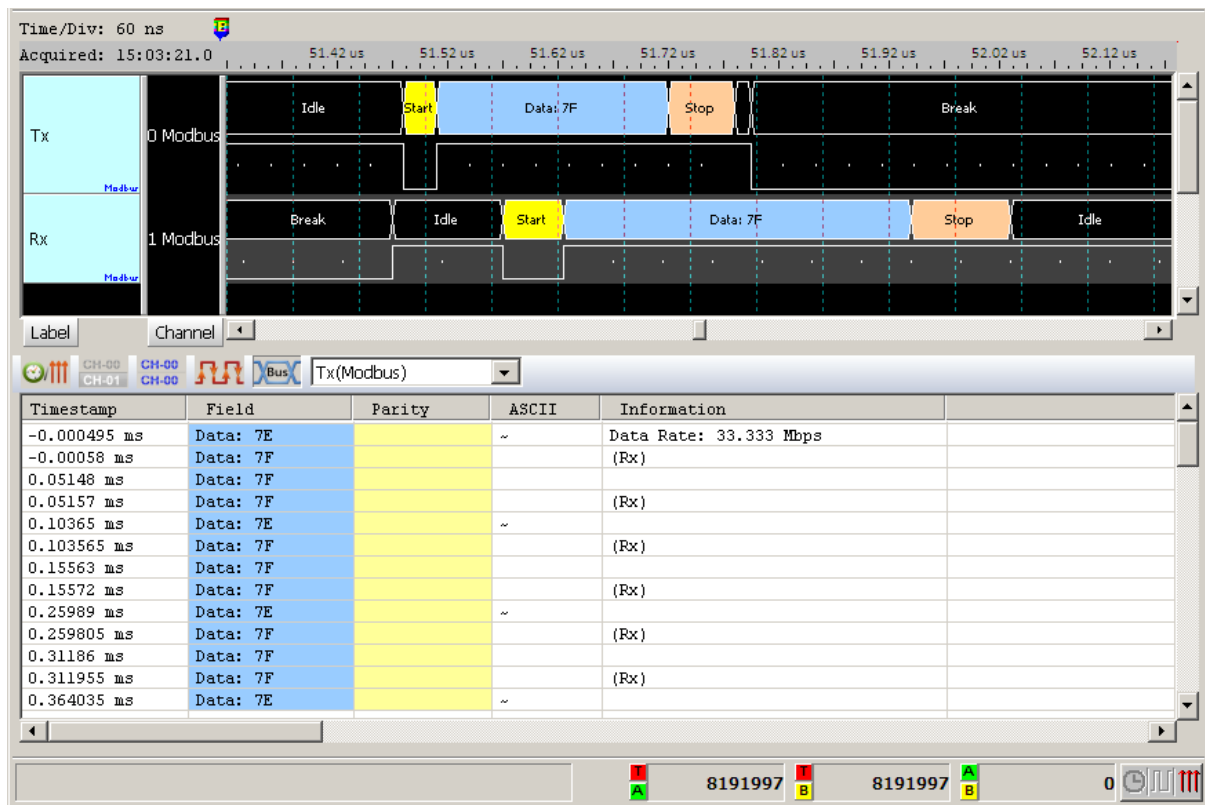 Time/Div: 60 ns B
Acquired: 15:03:21.0 51.42 us 51.52 us 51.62 us 51.72 us 51.82 us 51.92 us 52.02 us 52.12 us
Idle Start Data: 7F Stop Break
Tx 0 Modbus
Modbus
Break Idle Start Data: 7F Stop Idle
Rx 1 Modbus
Modbus
Label Channel
CH-00 CH-01 CH-00 CH-00 Bus Tx(Modbus)
Timestamp Field Parity ASCII Information
-0.000495 ms Data: 7E ~ Data Rate: 33.333 Mbps
-0.00058 ms Data: 7F (Rx)
0.05148 ms Data: 7F
0.05157 ms Data: 7F (Rx)
0.10365 ms Data: 7E ~
0.103565 ms Data: 7F (Rx)
0.15563 ms Data: 7F
0.15572 ms Data: 7F (Rx)
0.25989 ms Data: 7E ~
0.259805 ms Data: 7F (Rx)
0.31186 ms Data: 7F
0.311955 ms Data: 7F (Rx)
0.364035 ms Data: 7E ~
T A 8191997 T B 8191997 A B 0